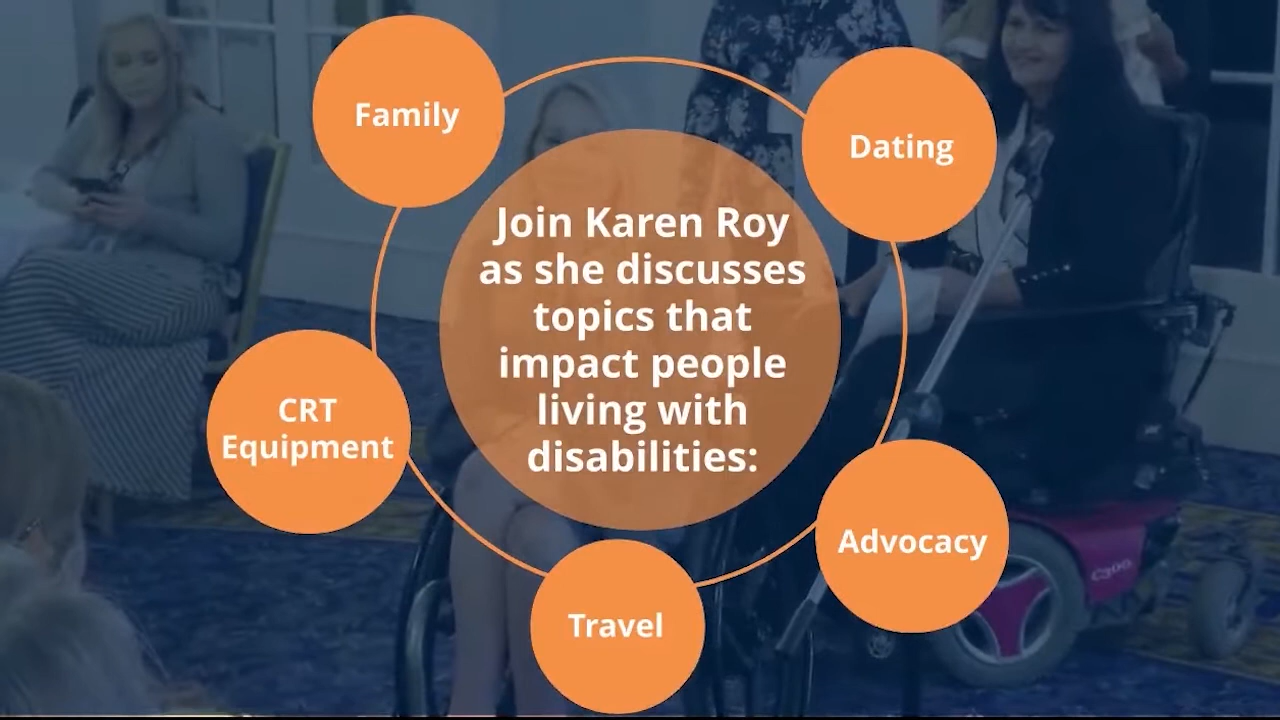 Family
Dating
Join Karen Roy
as she discusses
topics that
impact people
living with
disabilities:
CRT
Equipment
Advocacy
Travel
C300